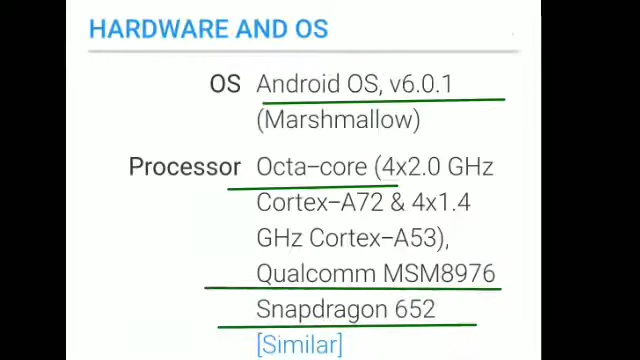 HARDWARE AND OS
OS Android OS, v6.0.1
(Marshmallow)
Processor Octa-core (4x2.0 GHz
Cortex-A72 & 4x1.4
GHz Cortex-A53),
Qualcomm MSM8976
Snapdragon 652
[Similar]